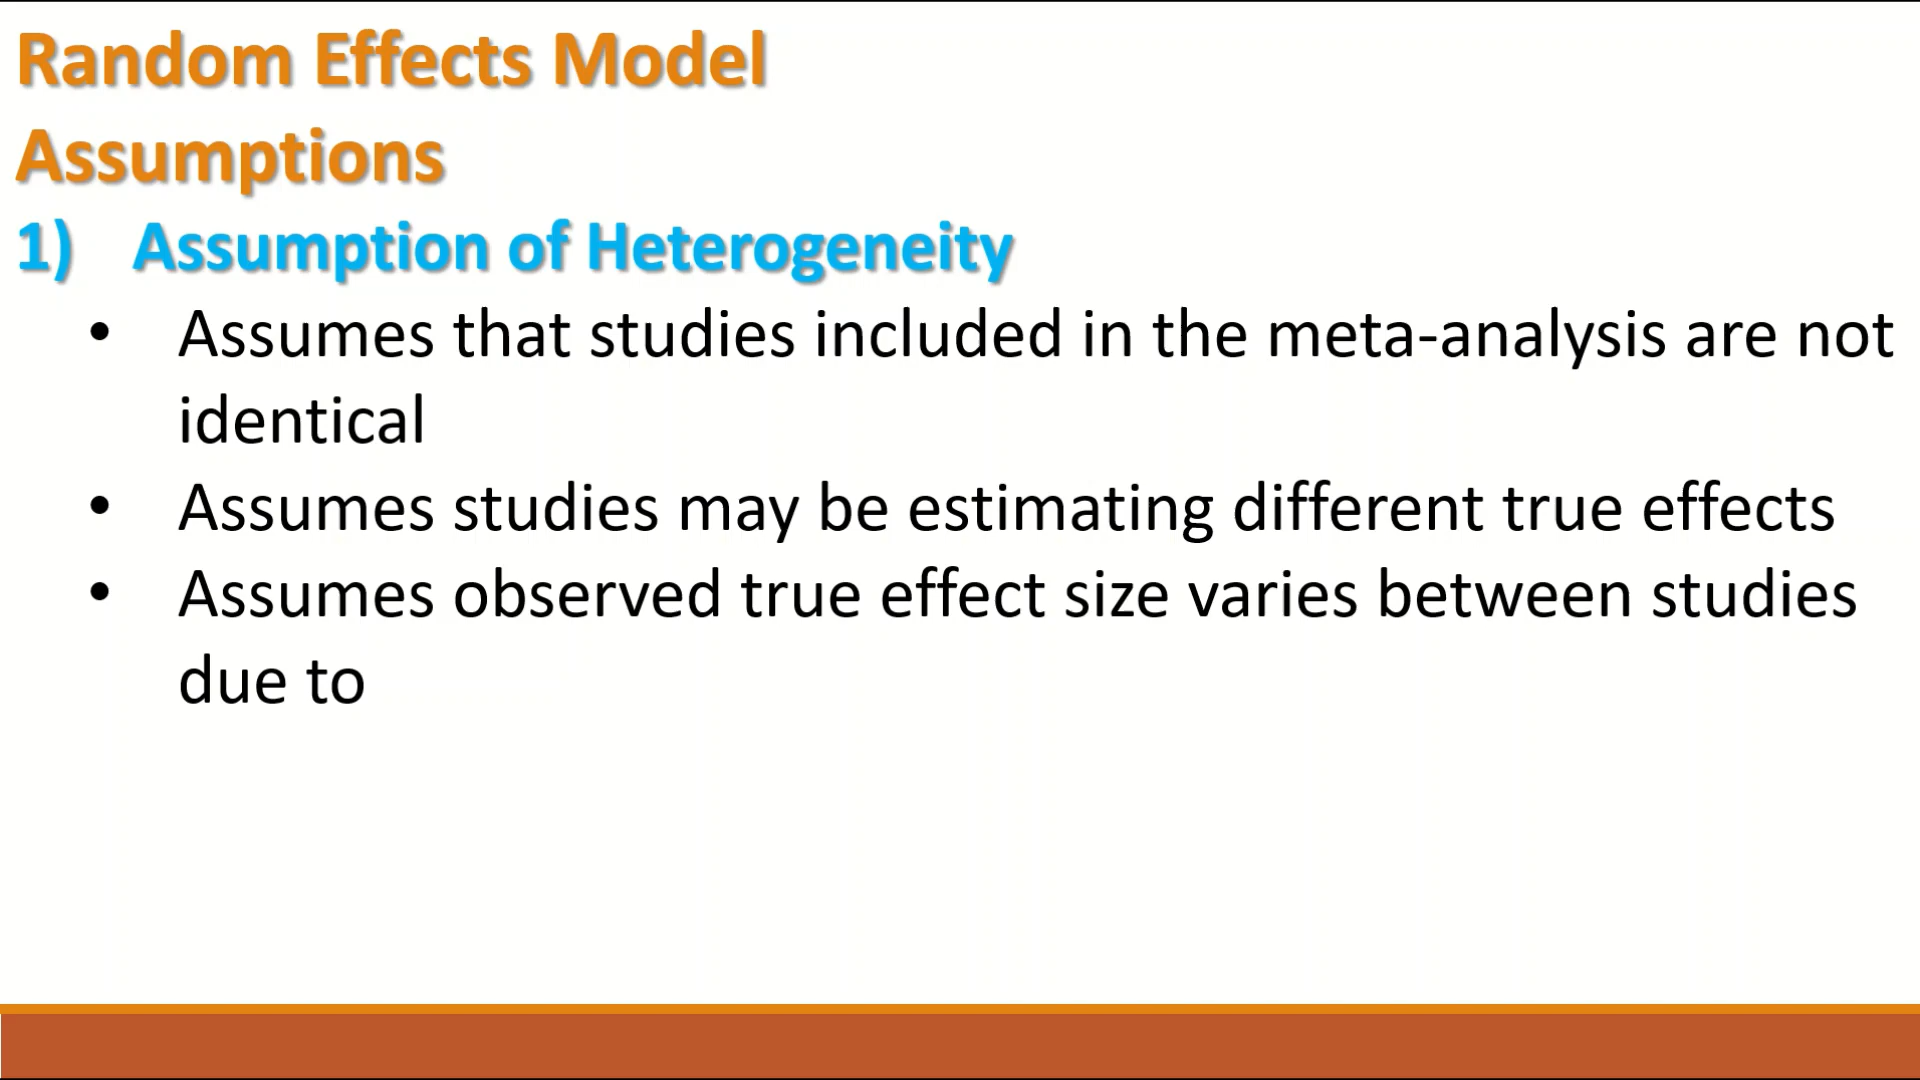 Random Effects Model
Assumptions
1) Assumption of Heterogeneity
• Assumes that studies included in the meta-analysis are not
identical
• Assumes studies may be estimating different true effects
• Assumes observed true effect size varies between studies
due to